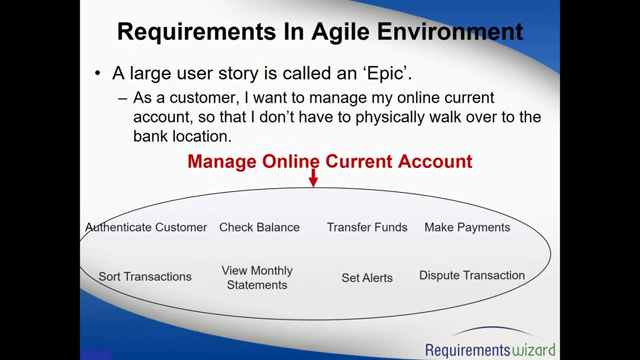 Requirements In Agile Environment
• A large user story is called an ‘Epic’.
– As a customer, I want to manage my online current
account, so that I don’t have to physically walk over to the
bank location.
Manage Online Current Account
Authenticate Customer Check Balance Transfer Funds Make Payments
Sort Transactions View Monthly Statements Set Alerts Dispute Transaction
Requirementswizard